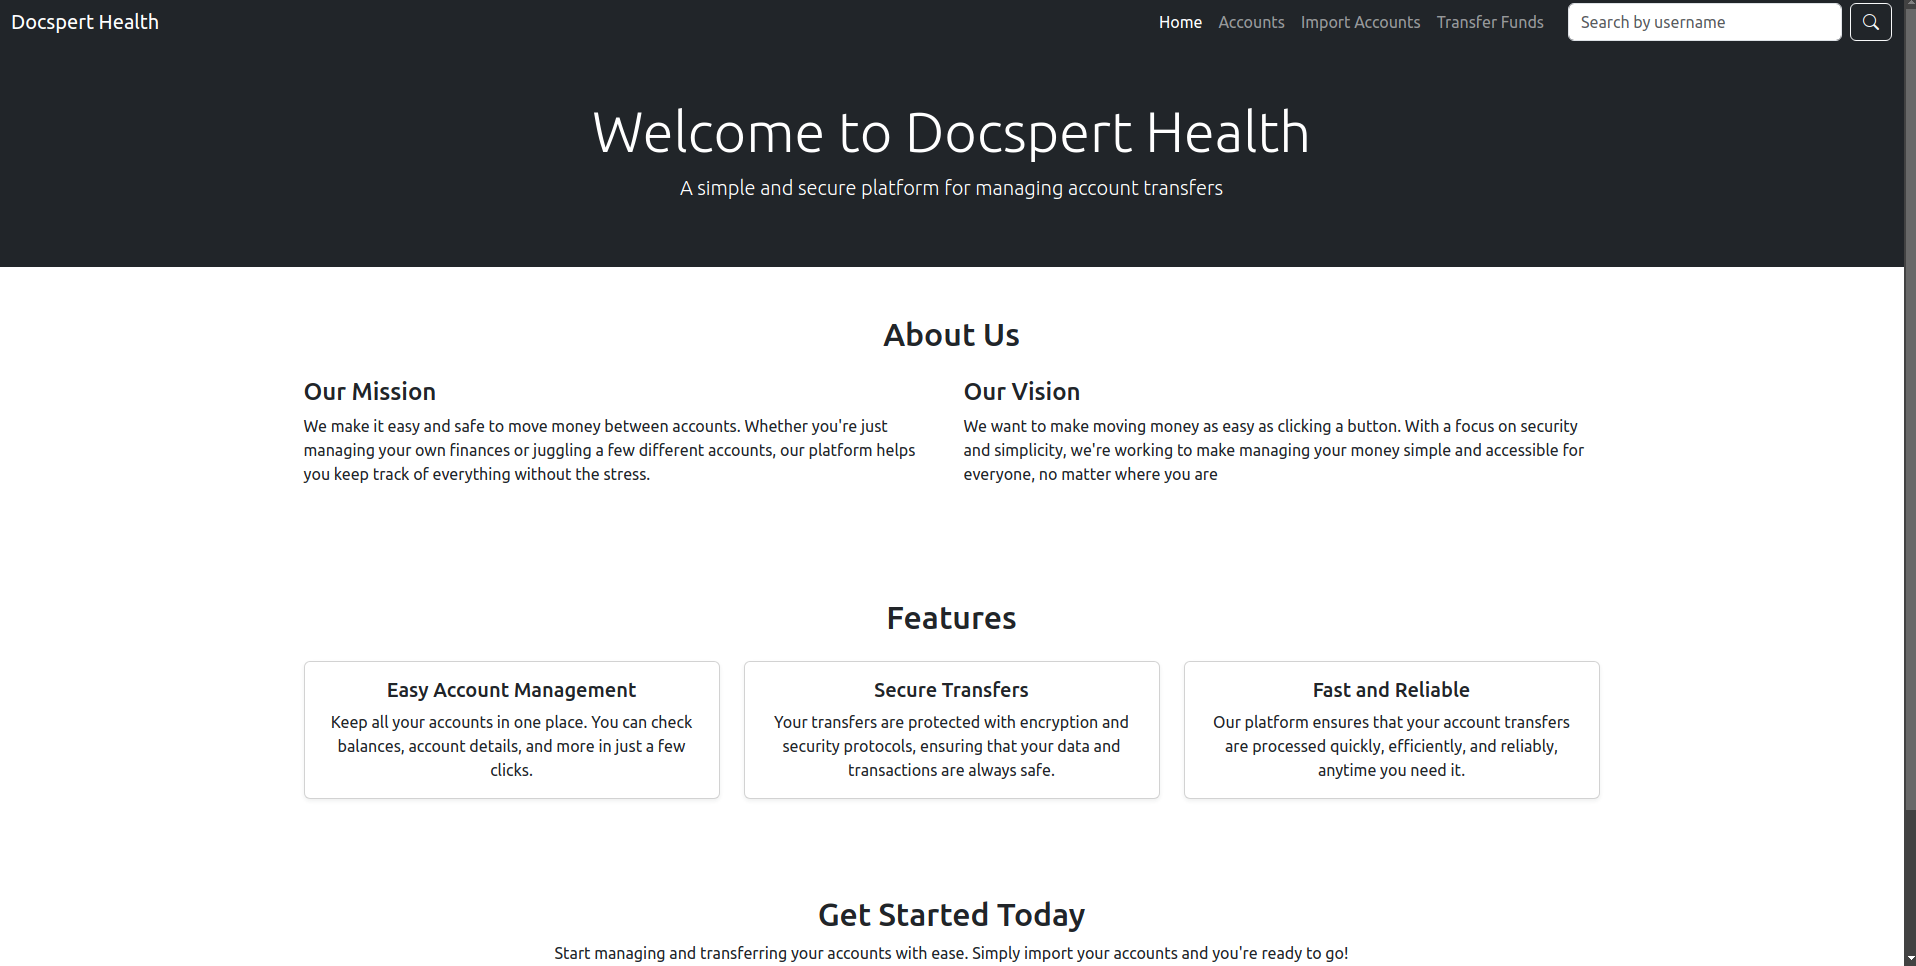 Docspert Health
Home
Accounts
Import Accounts
Transfer Funds
Search by username
Welcome to Docspert Health
A simple and secure platform for managing account transfers
About Us
Our Mission
We make it easy and safe to move money between accounts. Whether you're just
managing your own finances or juggling a few different accounts, our platform helps
you keep track of everything without the stress.
Our Vision
We want to make moving money as easy as clicking a button. With a focus on security
and simplicity, we're working to make managing your money simple and accessible for
everyone, no matter where you are
Features
Easy Account Management
Keep all your accounts in one place. You can check
balances, account details, and more in just a few
clicks.
Secure Transfers
Your transfers are protected with encryption and
security protocols, ensuring that your data and
transactions are always safe.
Fast and Reliable
Our platform ensures that your account transfers
are processed quickly, efficiently, and reliably,
anytime you need it.
Get Started Today
Start managing and transferring your accounts with ease. Simply import your accounts and you're ready to go!